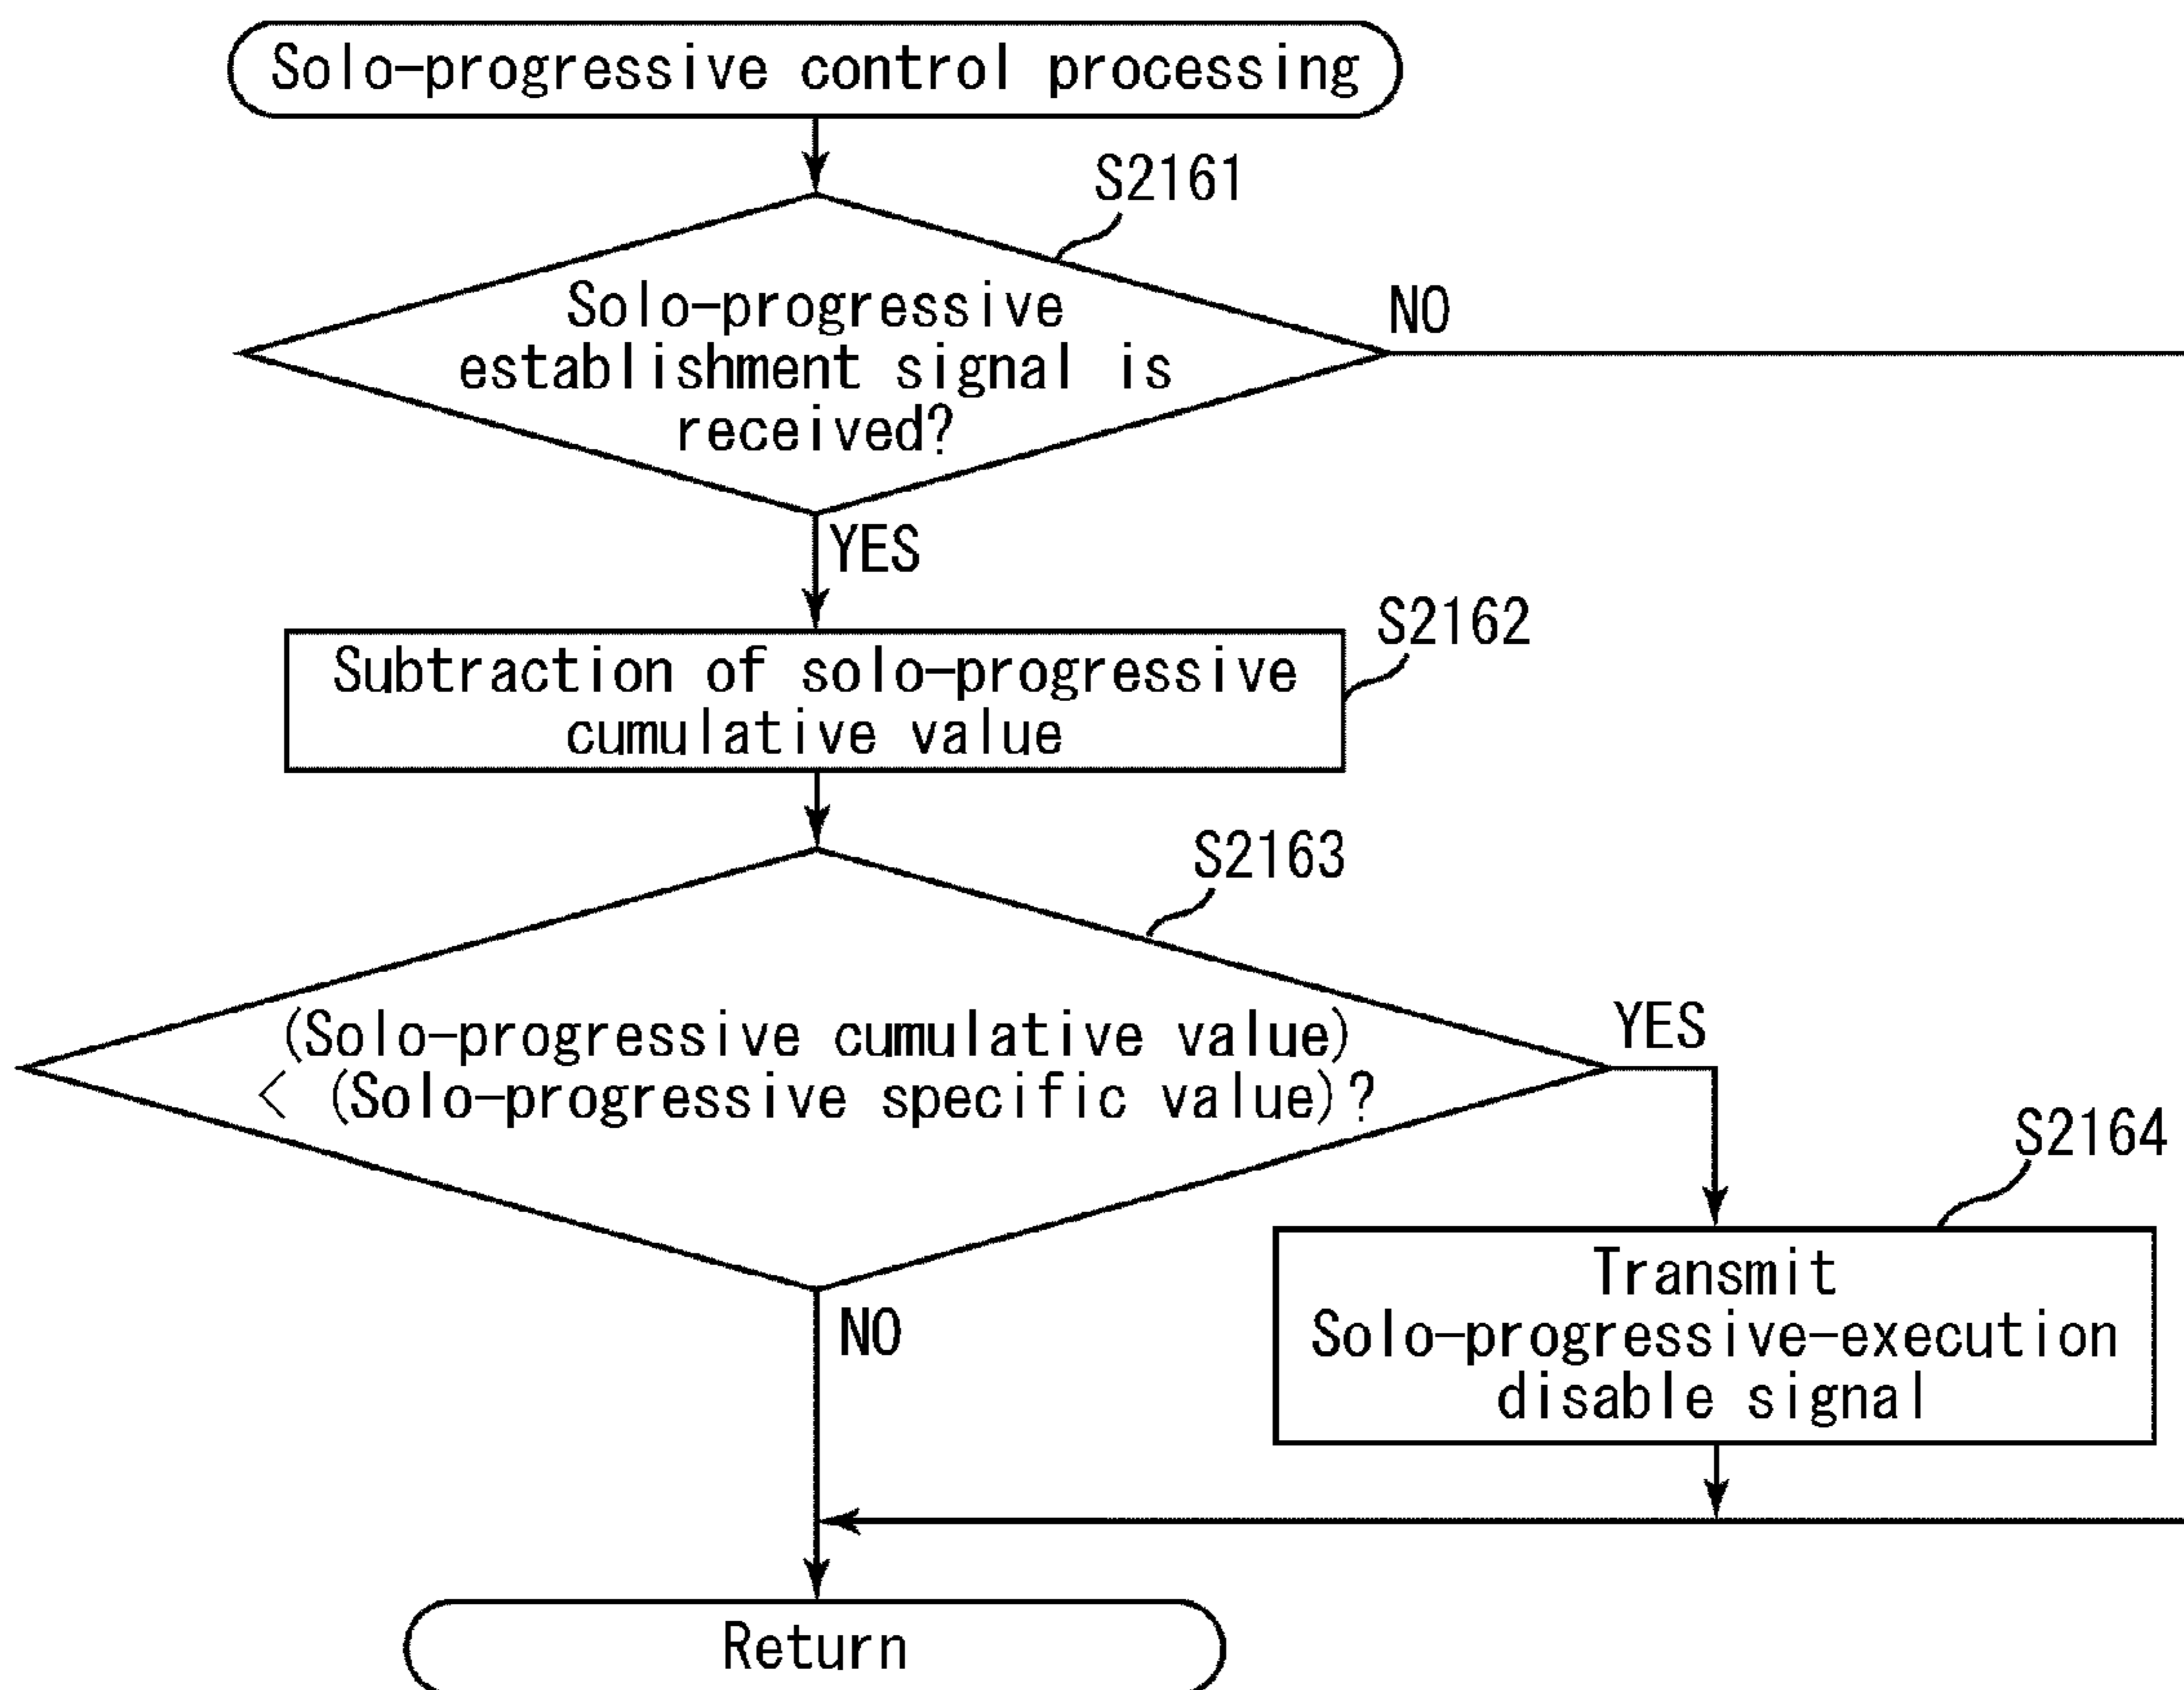 Solo-progressive control processing
S2161
Solo-progressive
establishment signal is
received?
NO
YES
S2162
Subtraction of solo-progressive
cumulative value
S2163
(Solo-progressive cumulative value)
< (Solo-progressive specific value)?
YES
S2164
Transmit
Solo-progressive-execution
disable signal
NO
Return